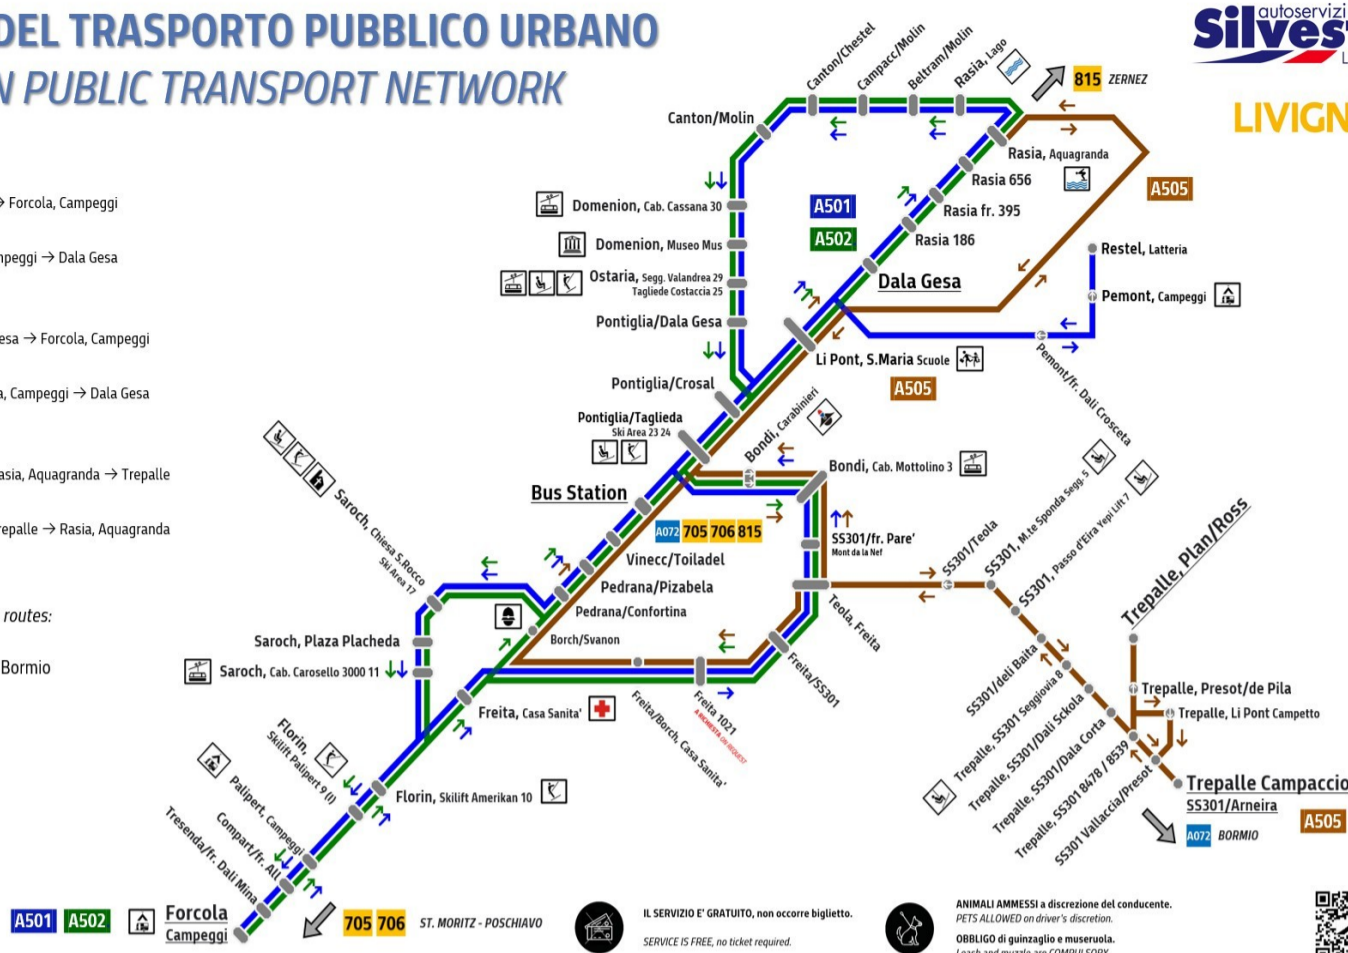 DEL TRASPORTO PUBBLICO URBANO
N PUBLIC TRANSPORT NETWORK
autoservizi
Silvest
LIVIGN
→ Forcola, Campeggi
mpeggi → Dala Gesa
esa → Forcola, Campeggi
a, Campeggi → Dala Gesa
asia, Aquagranda → Trepalle
repalle → Rasia, Aquagranda
routes:
Bormio
Canton/Chestel
Campacc/Molin
Beltram/Molin
Rasia, Lago
815 ZERNEZ
Canton/Molin
Rasia, Aquagranda
Rasia 656
A505
Domenion, Cab. Cassana 30
A501
Rasia fr. 395
A502
Rasia 186
Domenion, Museo Mus
Restel, Latteria
Ostaria, Segg. Valandrea 29
Tagliede Costaccia 25
Dala Gesa
Pemont, Campeggi
Pontiglia/Dala Gesa
Li Pont, S.Maria Scuole
Pemont/fr. Dali Crosceta
A505
Pontiglia/Crosal
Pontiglia/Taglieda
Ski Area 23 24
Bondi, Carabinieri
Bondi, Cab. Mottolino 3
Bus Station
A072 705 706 815
SS301/fr. Pare'
Mont da la Nef
Saroch, Chiesa S.Rocco
Ski Area 17
Vinecc/Toiladel
Pedrana/Pizabela
Pedrana/Confortina
Borch/Svanon
Saroch, Plaza Placheda
Saroch, Cab. Carosello 3000 11
SS301/Teola
SS301, M.te Sponda Segg. 5
SS301, Passo d'Eira Yepi Lift 7
Trepalle, Plan/Ross
Teola, Freita
Freita/SS301
Freita 1021
A RICHIESTA ON REQUEST
Freita/Borch, Casa Sanita'
Freita, Casa Sanita'
SS301/deli Baita
Trepalle, SS301 Seggiovia 8
Trepalle, SS301/Dali Sckola
Trepalle, SS301/Dala Corta
Trepalle, SS301 8478 / 8539
SS301 Vallaccia/Presot
Trepalle, Presot/de Pila
Trepalle, Li Pont Campetto
Trepalle Campaccio
SS301/Arneira
A505
A072 BORMIO
Florin,
Skilift Palipert 9 (I)
Florin, Skilift Amerikan 10
Palipert, Campeggi
Compart/fr. All
Tresenda/fr. Dali Mina
A501 A502
Forcola
Campeggi
705 706 ST. MORITZ - POSCHIAVO
IL SERVIZIO E' GRATUITO, non occorre biglietto.
SERVICE IS FREE, no ticket required.
ANIMALI AMMESSI a discrezione del conducente.
PETS ALLOWED on driver's discretion.
OBBLIGO di guinzaglio e museruola.
Leach and muzzle are COMPULSORY.